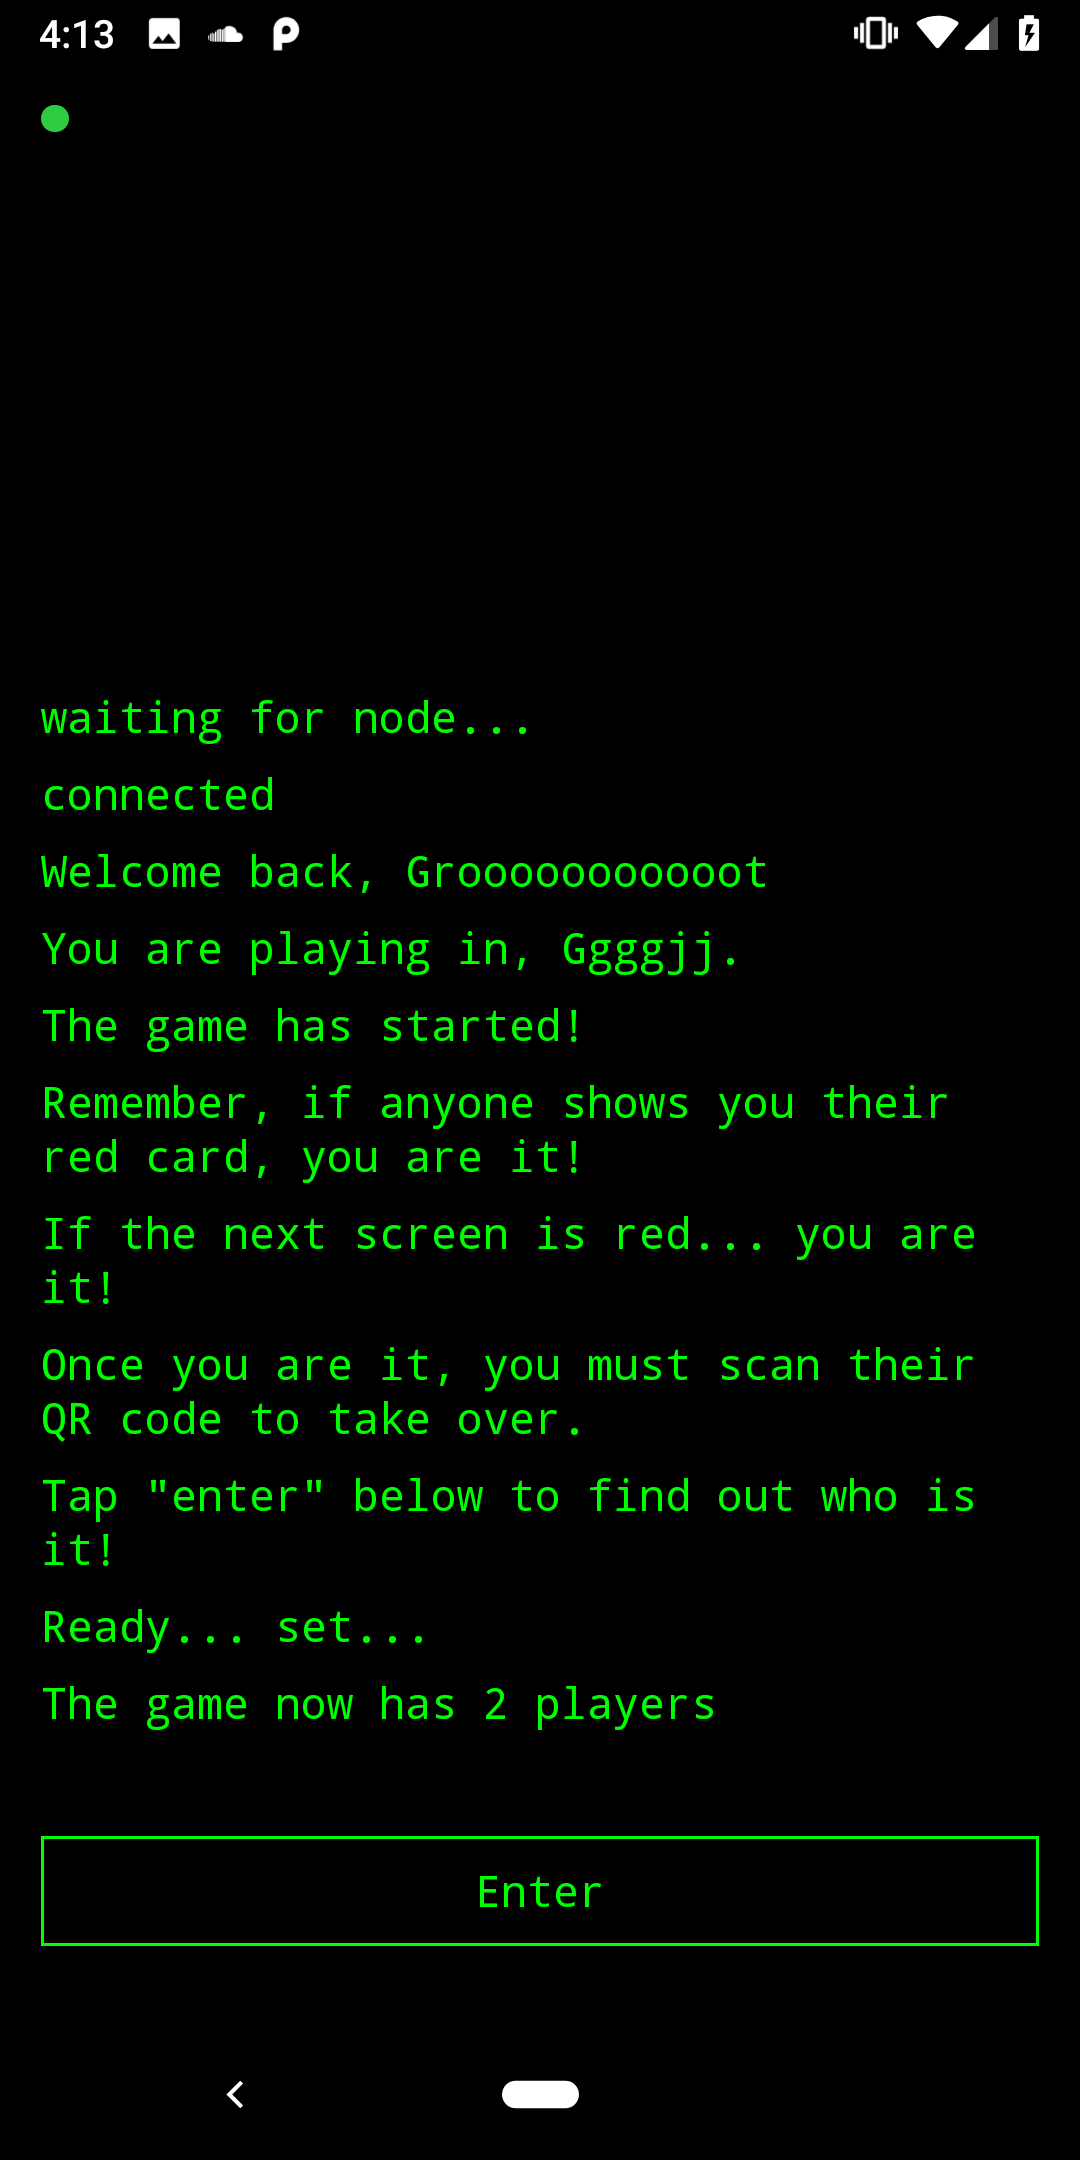 4:13
waiting for node...
connected
Welcome back, Groooooooooooot
You are playing in, Ggggjj.
The game has started!
Remember, if anyone shows you their
red card, you are it!
If the next screen is red... you are
it!
Once you are it, you must scan their
QR code to take over.
Tap "enter" below to find out who is
it!
Ready... set...
The game now has 2 players
Enter